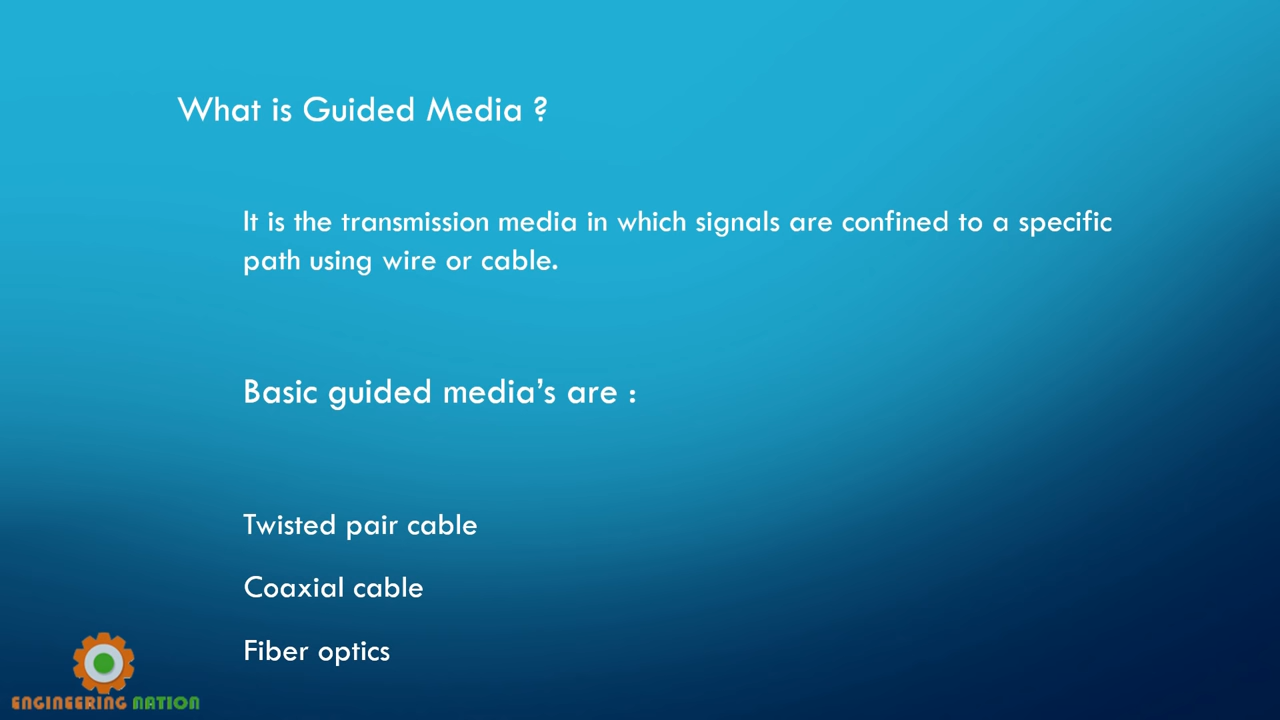 What is Guided Media ?
It is the transmission media in which signals are confined to a specific
path using wire or cable.
Basic guided media’s are :
Twisted pair cable
Coaxial cable
Fiber optics
ENGINEERING NATION